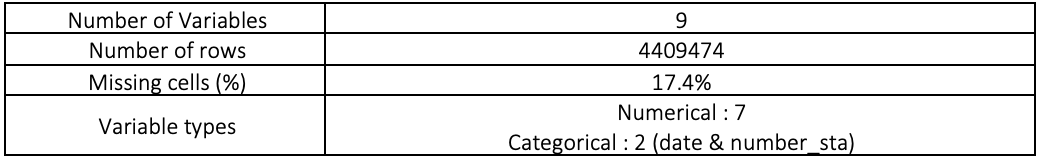 Number of Variables 9
Number of rows 4409474
Missing cells (%) 17.4%
Variable types Numerical : 7
Categorical : 2 (date & number_sta)